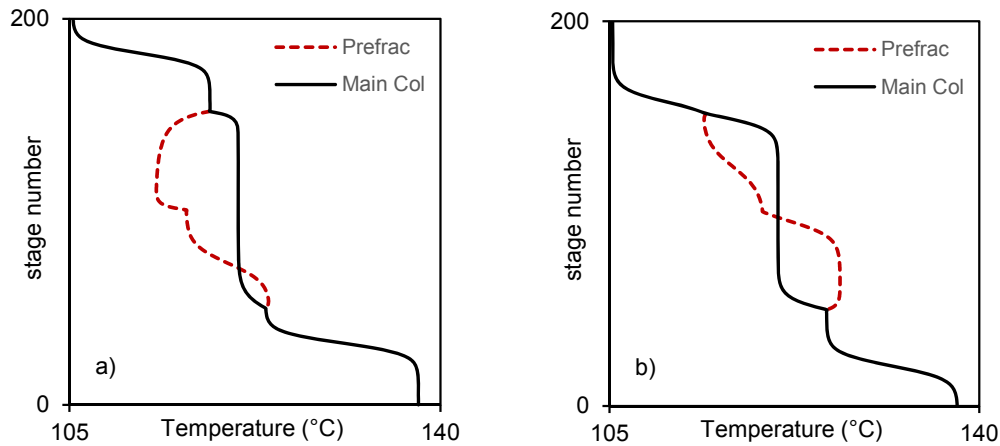 200
Prefrac
Main Col
stage number
a)
0
105
Temperature (°C)
140
200
Prefrac
Main Col
stage number
b)
0
105
Temperature (°C)
140